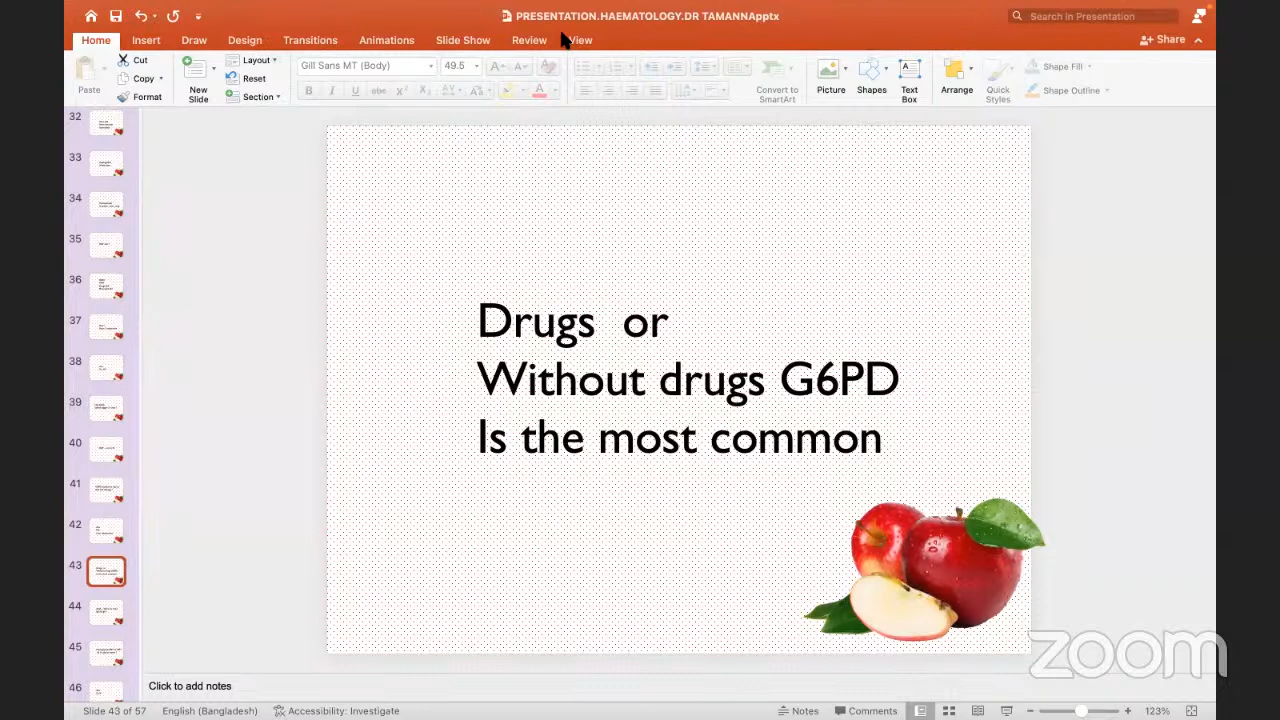 PRESENTATION.HAEMATOLOGY.DR TAMANNApptx
Search in Presentation
Home Insert Draw Design Transitions Animations Slide Show Review View
Share
Paste
Cut
Copy
Format
New Slide
Layout
Reset
Section
Gill Sans MT (Body) 49.5
Convert to SmartArt
Picture
Shapes
Text Box
Arrange
Quick Styles
Shape Fill
Shape Outline
32
33
34
35
36
37
38
39
40
41
42
43
44
45
46
Drugs or
Without drugs G6PD
Is the most common
zoom
Click to add notes
Slide 43 of 57 English (Bangladesh) Accessibility: Investigate Notes Comments 123%